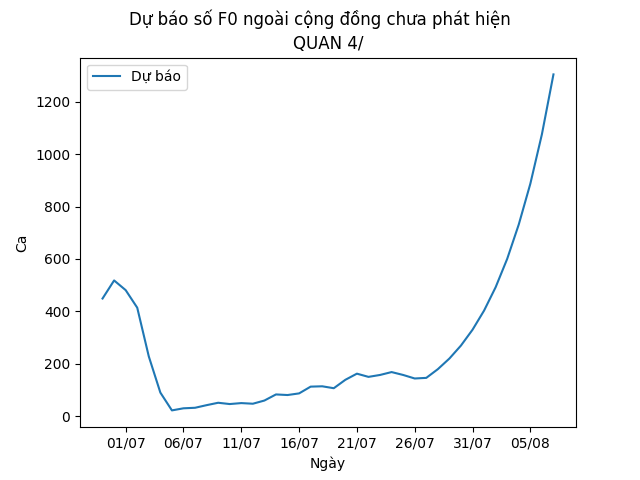 Dự báo số F0 ngoài cộng đồng chưa phát hiện
QUAN 4/
Dự báo
1200
1000
800
600
400
200
0
Ca
01/07 06/07 11/07 16/07 21/07 26/07 31/07 05/08
Ngày